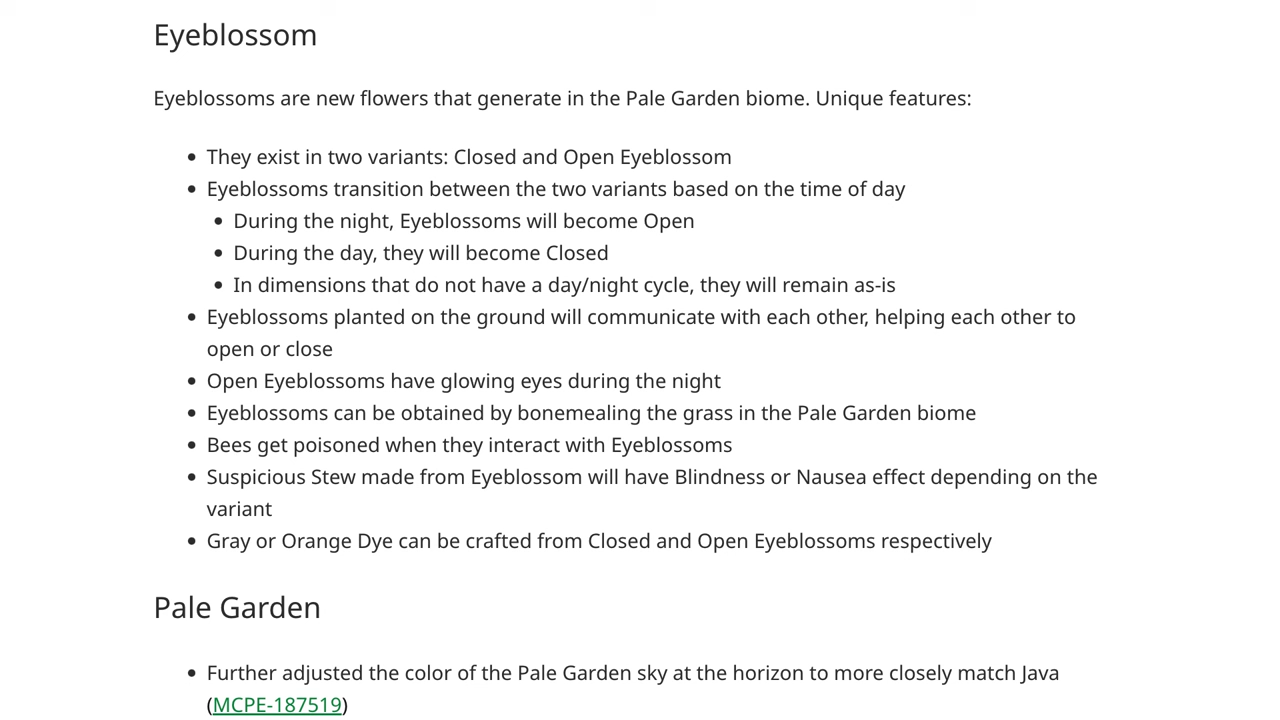 Eyeblossom
Eyeblossoms are new flowers that generate in the Pale Garden biome. Unique features:
• They exist in two variants: Closed and Open Eyeblossom
• Eyeblossoms transition between the two variants based on the time of day
• During the night, Eyeblossoms will become Open
• During the day, they will become Closed
• In dimensions that do not have a day/night cycle, they will remain as-is
• Eyeblossoms planted on the ground will communicate with each other, helping each other to
open or close
• Open Eyeblossoms have glowing eyes during the night
• Eyeblossoms can be obtained by bonemealing the grass in the Pale Garden biome
• Bees get poisoned when they interact with Eyeblossoms
• Suspicious Stew made from Eyeblossom will have Blindness or Nausea effect depending on the
variant
• Gray or Orange Dye can be crafted from Closed and Open Eyeblossoms respectively
Pale Garden
• Further adjusted the color of the Pale Garden sky at the horizon to more closely match Java
(MCPE-187519)